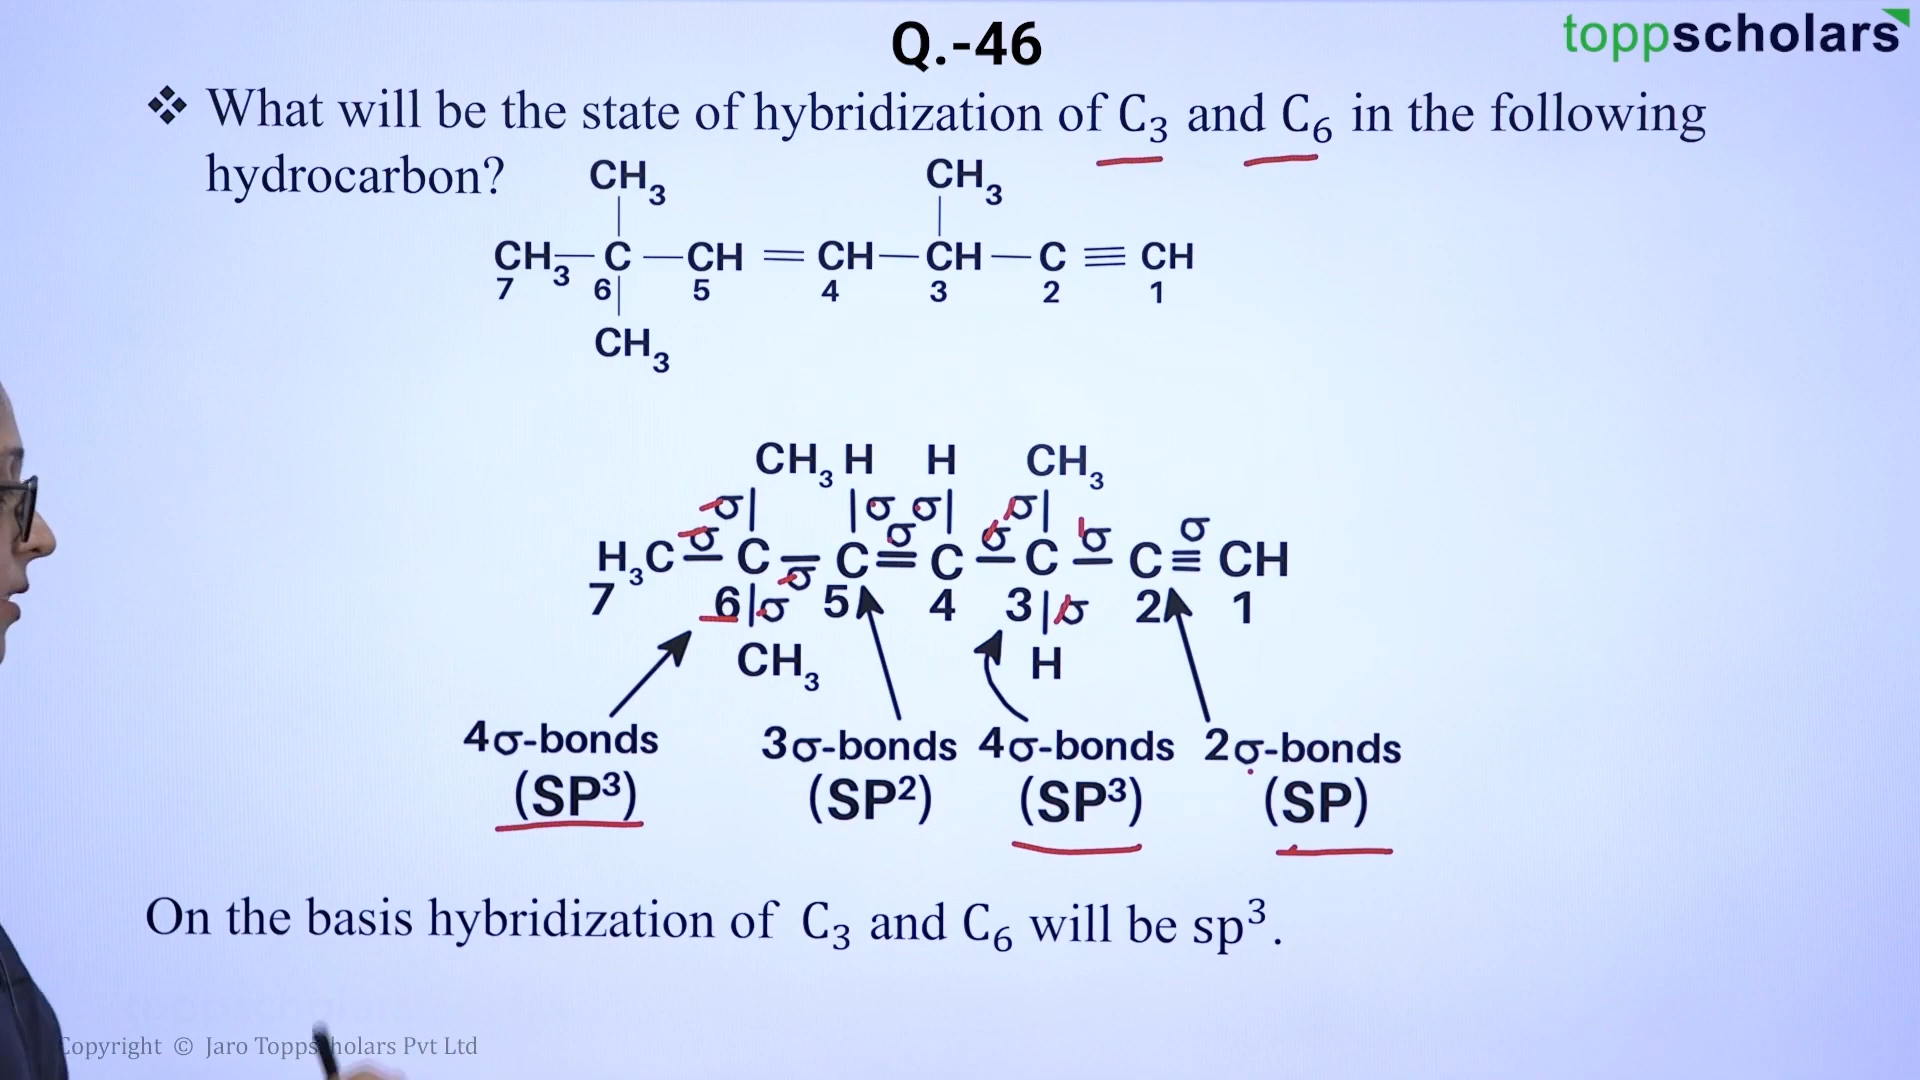 Q.-46
toppscholars
❖ What will be the state of hybridization of C₃ and C₆ in the following
hydrocarbon?
CH₃ CH₃
CH₃—C—CH=CH—CH—C≡CH
7 6 5 4 3 2 1
CH₃
CH₃ H H CH₃
σ| |σ σ| σ|
σ σ σ σ σ
H₃C—C—C=C—C—C≡CH
σ
7 6|σ 5 4 3|σ 2 1
CH₃ H
4σ-bonds 3σ-bonds 4σ-bonds 2σ-bonds
(SP³) (SP²) (SP³) (SP)
On the basis hybridization of C₃ and C₆ will be sp³.
Copyright © Jaro Toppscholars Pvt Ltd